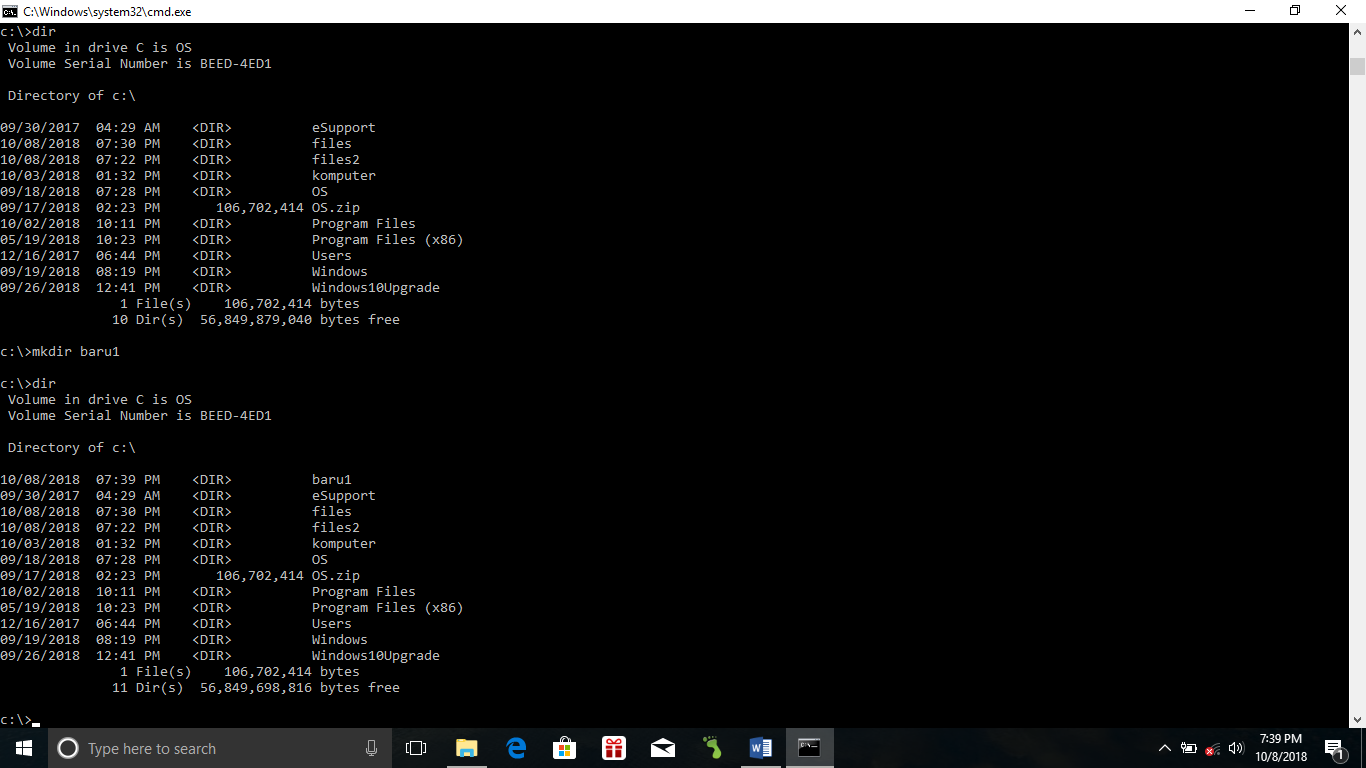 C:\Windows\system32\cmd.exe
c:\>dir
 Volume in drive C is OS
 Volume Serial Number is BEED-4ED1

 Directory of c:\

09/30/2017  04:29 AM    <DIR>          eSupport
10/08/2018  07:30 PM    <DIR>          files
10/08/2018  07:22 PM    <DIR>          files2
10/03/2018  01:32 PM    <DIR>          komputer
09/18/2018  07:28 PM    <DIR>          OS
09/17/2018  02:23 PM       106,702,414 OS.zip
10/02/2018  10:11 PM    <DIR>          Program Files
05/19/2018  10:23 PM    <DIR>          Program Files (x86)
12/16/2017  06:44 PM    <DIR>          Users
09/19/2018  08:19 PM    <DIR>          Windows
09/26/2018  12:41 PM    <DIR>          Windows10Upgrade
               1 File(s)    106,702,414 bytes
              10 Dir(s)  56,849,879,040 bytes free

c:\>mkdir baru1

c:\>dir
 Volume in drive C is OS
 Volume Serial Number is BEED-4ED1

 Directory of c:\

10/08/2018  07:39 PM    <DIR>          baru1
09/30/2017  04:29 AM    <DIR>          eSupport
10/08/2018  07:30 PM    <DIR>          files
10/08/2018  07:22 PM    <DIR>          files2
10/03/2018  01:32 PM    <DIR>          komputer
09/18/2018  07:28 PM    <DIR>          OS
09/17/2018  02:23 PM       106,702,414 OS.zip
10/02/2018  10:11 PM    <DIR>          Program Files
05/19/2018  10:23 PM    <DIR>          Program Files (x86)
12/16/2017  06:44 PM    <DIR>          Users
09/19/2018  08:19 PM    <DIR>          Windows
09/26/2018  12:41 PM    <DIR>          Windows10Upgrade
               1 File(s)    106,702,414 bytes
              11 Dir(s)  56,849,698,816 bytes free

c:\>
Type here to search
7:39 PM
10/8/2018
1